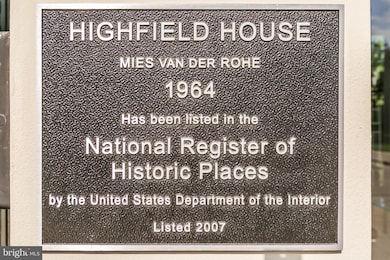 HIGHFIELD HOUSE
MIES VAN DER ROHE
1964
Has been listed in the
National Register of
Historic Places
by the United States Department of the Interior
Listed 2007
bright MLS